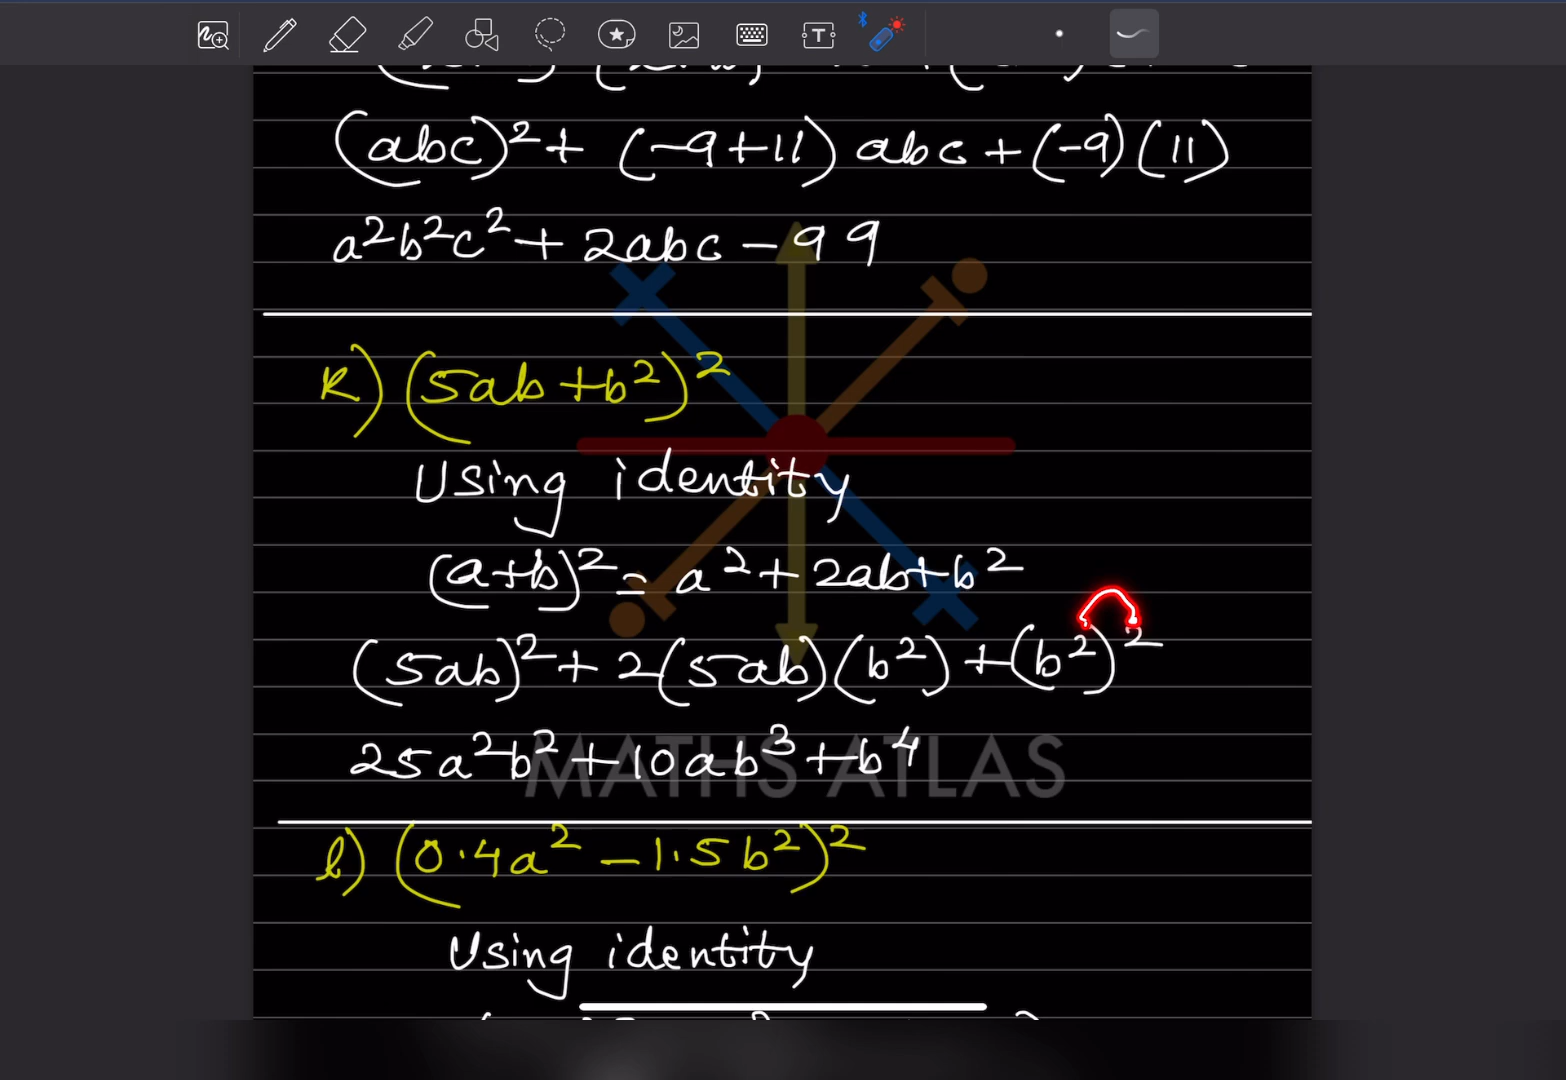 (abc)²+ (-9+11) abc + (-9)(11)
a²b²c² + 2abc - 99
k) (5ab + b²)²
Using identity
(a+b)² = a² + 2ab + b²
(5ab)² + 2(5ab)(b²) + (b²)²
25a²b² + 10ab³ + b⁴
MATHS ATLAS
l) (0.4a² - 1.5b²)²
Using identity